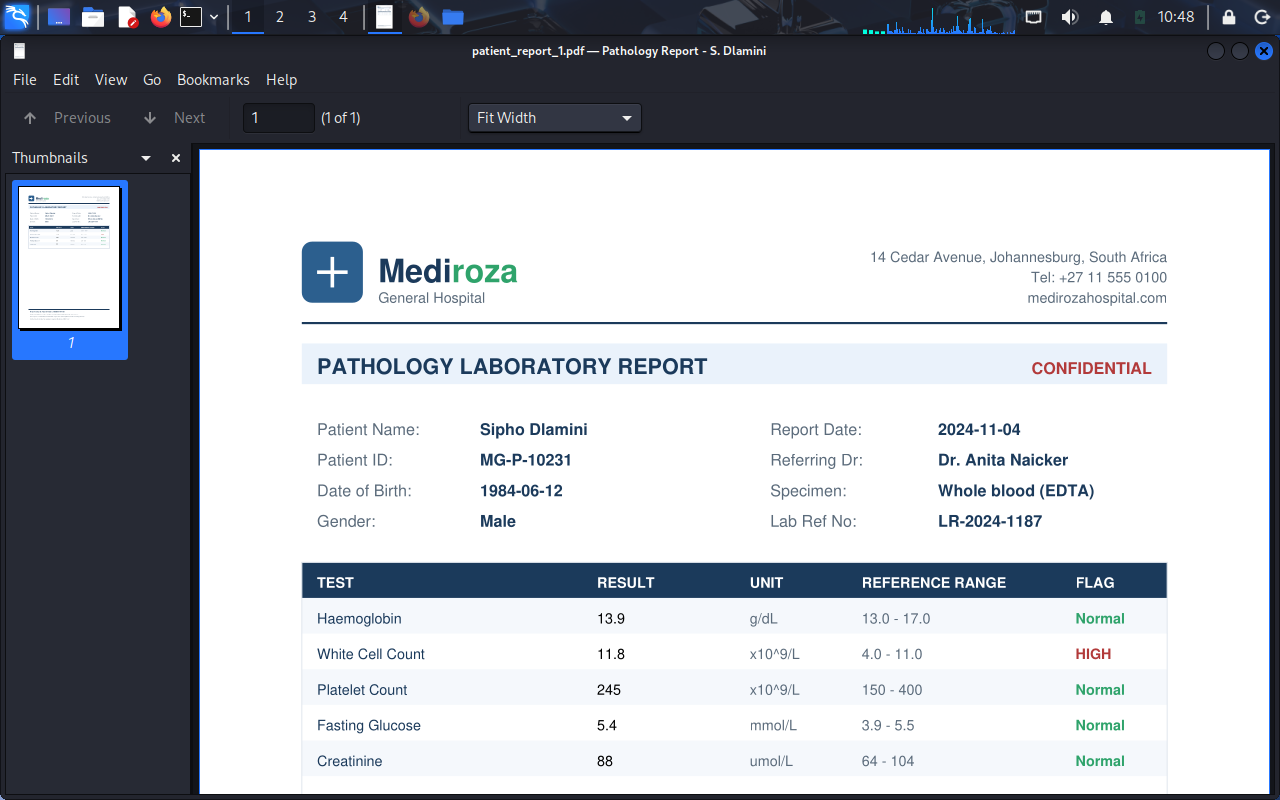 1 2 3 4 10:48
patient_report_1.pdf — Pathology Report - S. Dlamini
File Edit View Go Bookmarks Help
Previous Next 1 (1 of 1) Fit Width
Thumbnails
1
Mediroza
General Hospital
14 Cedar Avenue, Johannesburg, South Africa
Tel: +27 11 555 0100
medirozahospital.com
PATHOLOGY LABORATORY REPORT CONFIDENTIAL
Patient Name: Sipho Dlamini Report Date: 2024-11-04
Patient ID: MG-P-10231 Referring Dr: Dr. Anita Naicker
Date of Birth: 1984-06-12 Specimen: Whole blood (EDTA)
Gender: Male Lab Ref No: LR-2024-1187
TEST RESULT UNIT REFERENCE RANGE FLAG
Haemoglobin 13.9 g/dL 13.0 - 17.0 Normal
White Cell Count 11.8 x10^9/L 4.0 - 11.0 HIGH
Platelet Count 245 x10^9/L 150 - 400 Normal
Fasting Glucose 5.4 mmol/L 3.9 - 5.5 Normal
Creatinine 88 umol/L 64 - 104 Normal